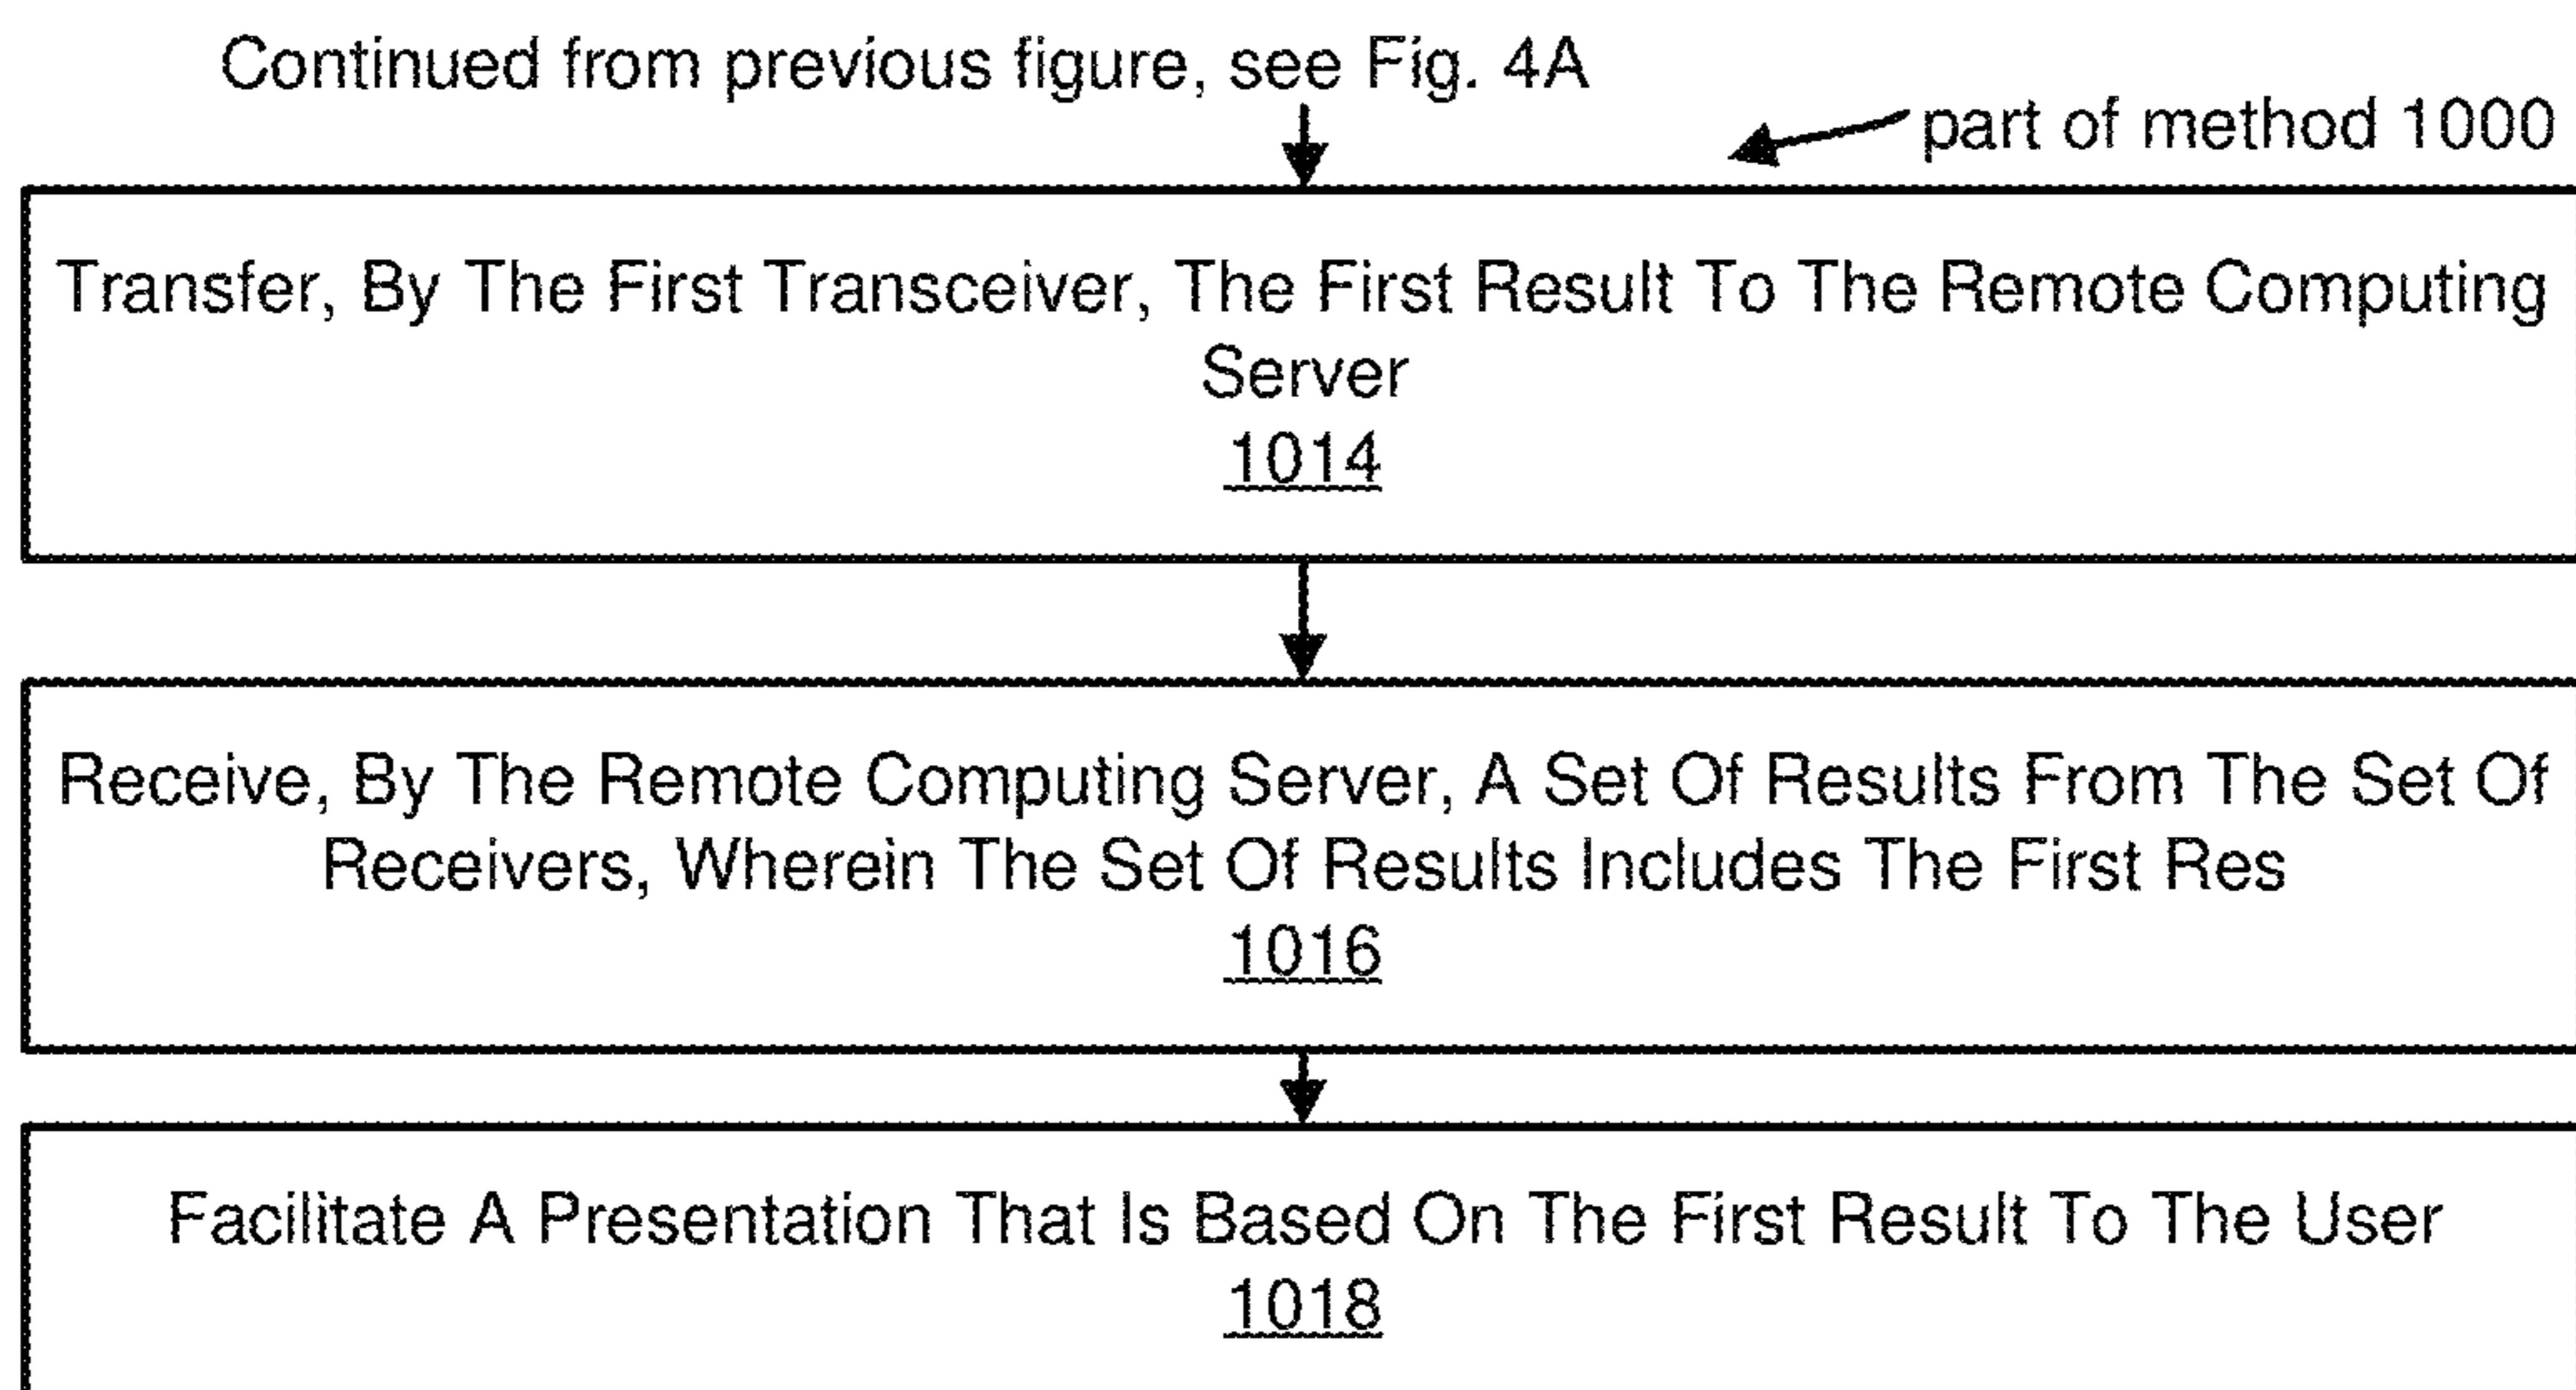 Continued from previous figure, see Fig. 4A
part of method 1000
Transfer, By The First Transceiver, The First Result To The Remote Computing
Server
1014
Receive, By The Remote Computing Server, A Set Of Results From The Set Of
Receivers, Wherein The Set Of Results Includes The First Res
1016
Facilitate A Presentation That Is Based On The First Result To The User
1018